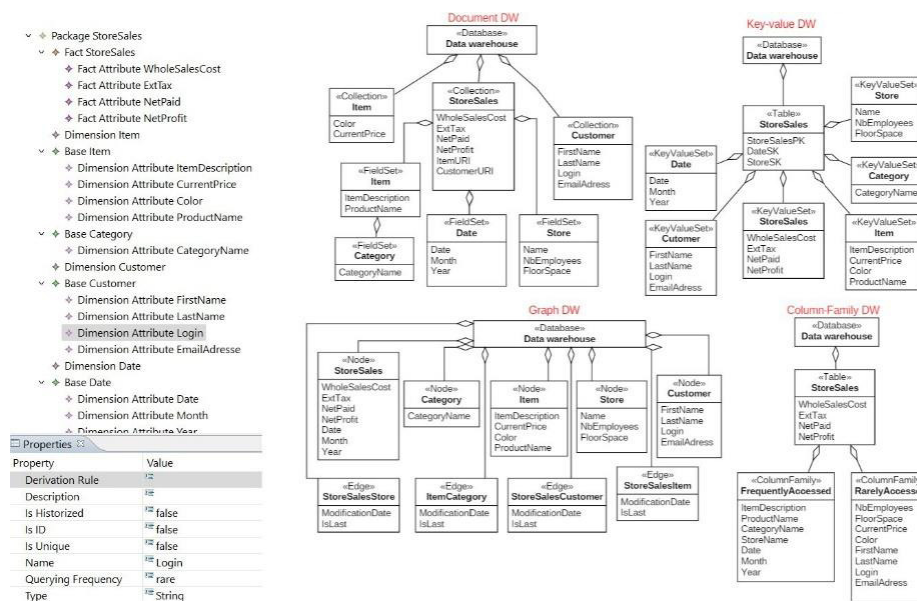 Package StoreSales
Fact StoreSales
Fact Attribute WholeSalesCost
Fact Attribute ExtTax
Fact Attribute NetPaid
Fact Attribute NetProfit
Dimension Item
Base Item
Dimension Attribute ItemDescription
Dimension Attribute CurrentPrice
Dimension Attribute Color
Dimension Attribute ProductName
Base Category
Dimension Attribute CategoryName
Dimension Customer
Base Customer
Dimension Attribute FirstName
Dimension Attribute LastName
Dimension Attribute Login
Dimension Attribute EmailAdresse
Dimension Date
Base Date
Dimension Attribute Date
Dimension Attribute Month
Dimension Attribute Year
Properties
Property Value
Derivation Rule
Description
Is Historized false
Is ID false
Is Unique false
Name Login
Querying Frequency rare
Type String
Document DW
«Database»
Data warehouse
«Collection»
Item
Color
CurrentPrice
«Collection»
StoreSales
WholeSalesCost
ExtTax
NetPaid
NetProfit
ItemURI
CustomerURI
«Collection»
Customer
FirstName
LastName
Login
EmailAdress
«FieldSet»
Item
ItemDescription
ProductName
«FieldSet»
Category
CategoryName
«FieldSet»
Date
Date
Month
Year
«FieldSet»
Store
Name
NbEmployees
FloorSpace
Key-value DW
«Database»
Data warehouse
«Table»
StoreSales
StoreSalesPK
DateSK
StoreSK
«KeyValueSet»
Store
Name
NbEmployees
FloorSpace
«KeyValueSet»
Date
Date
Month
Year
«KeyValueSet»
Category
CategoryName
«KeyValueSet»
Cutomer
FirstName
LastName
Login
EmailAdress
«KeyValueSet»
StoreSales
WholeSalesCost
ExtTax
NetPaid
NetProfit
«KeyValueSet»
Item
ItemDescription
CurrentPrice
Color
ProductName
Graph DW
«Database»
Data warehouse
«Node»
StoreSales
WholeSalesCost
ExtTax
NetPaid
NetProfit
Date
Month
Year
«Node»
Category
CategoryName
«Node»
Item
ItemDescription
CurrentPrice
Color
ProductName
«Node»
Store
Name
NbEmployees
FloorSpace
«Node»
Customer
FirstName
LastName
Login
EmailAdress
«Edge»
StoreSalesStore
ModificationDate
IsLast
«Edge»
ItemCategory
ModificationDate
IsLast
«Edge»
StoreSalesCustomer
ModificationDate
IsLast
«Edge»
StoreSalesItem
ModificationDate
IsLast
Column-Family DW
«Database»
Data warehouse
«Table»
StoreSales
WholeSalesCost
ExtTax
NetPaid
NetProfit
«ColumnFamily»
FrequentlyAccessed
ItemDescription
ProductName
CategoryName
StoreName
Date
Month
Year
«ColumnFamily
RarelyAccesse
NbEmployees
FloorSpace
CurrentPrice
Color
FirstName
LastName
Login
EmailAdress